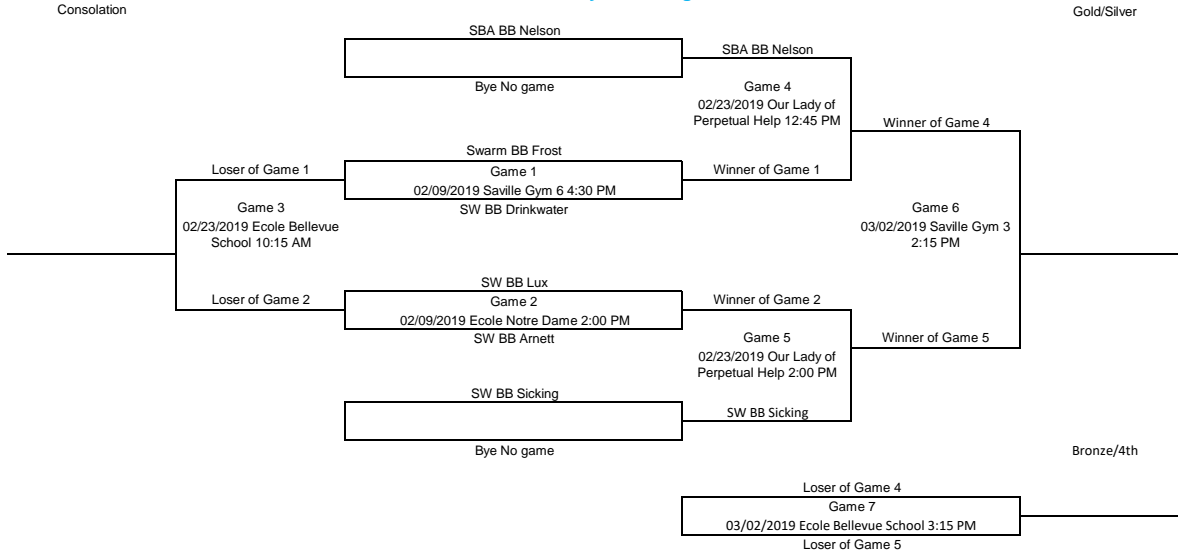 Consolation
Gold/Silver
SBA BB Nelson
SBA BB Nelson
Bye No game
Game 4
02/23/2019 Our Lady of
Perpetual Help 12:45 PM
Winner of Game 4
Swarm BB Frost
Loser of Game 1
Game 1
Winner of Game 1
02/09/2019 Saville Gym 6 4:30 PM
SW BB Drinkwater
Game 3
02/23/2019 Ecole Bellevue
School 10:15 AM
Game 6
03/02/2019 Saville Gym 3
2:15 PM
SW BB Lux
Loser of Game 2
Game 2
Winner of Game 2
02/09/2019 Ecole Notre Dame 2:00 PM
SW BB Arnett
Game 5
02/23/2019 Our Lady of
Perpetual Help 2:00 PM
Winner of Game 5
SW BB Sicking
SW BB Sicking
Bye No game
Bronze/4th
Loser of Game 4
Game 7
03/02/2019 Ecole Bellevue School 3:15 PM
Loser of Game 5